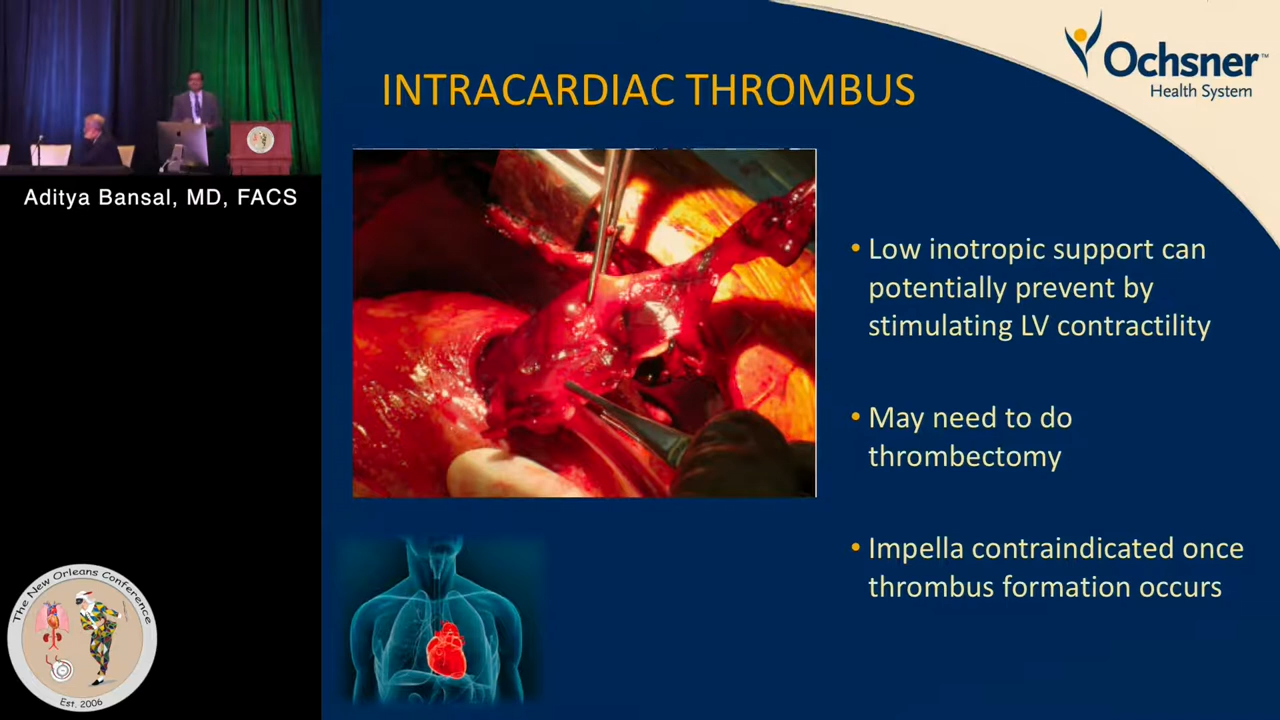 Ochsner™
Health System
INTRACARDIAC THROMBUS
Aditya Bansal, MD, FACS
• Low inotropic support can
potentially prevent by
stimulating LV contractility
• May need to do
thrombectomy
• Impella contraindicated once
thrombus formation occurs
The New Orleans Conference
Est. 2006